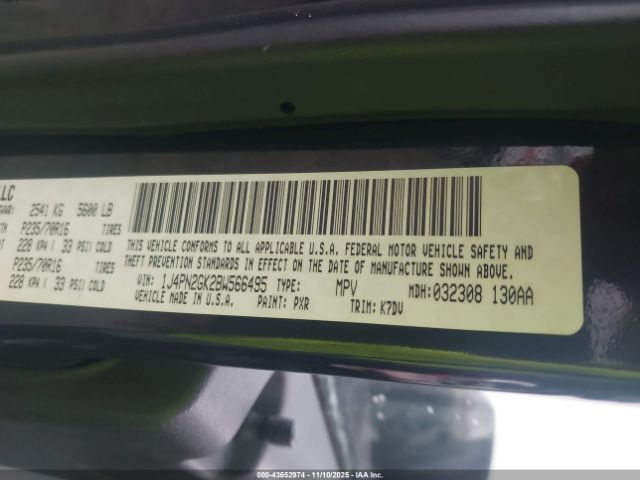 LLC
2541 KG 5600 LB
P235/70R16 TIRES
228 KPA ( 33 PSI) COLD
P235/70R16 TIRES
228 KPA ( 33 PSI) COLD
THIS VEHICLE CONFORMS TO ALL APPLICABLE U.S.A. FEDERAL MOTOR VEHICLE SAFETY AND
THEFT PREVENTION STANDARDS IN EFFECT ON THE DATE OF MANUFACTURE SHOWN ABOVE.
VIN: 1J4PN2GK2BW566495 TYPE: MPV MDH: 032308 130AA
VEHICLE MADE IN U.S.A. PAINT: PXR TRIM: K7DV
000-43652974 — 11/10/2025 — IAA Inc.